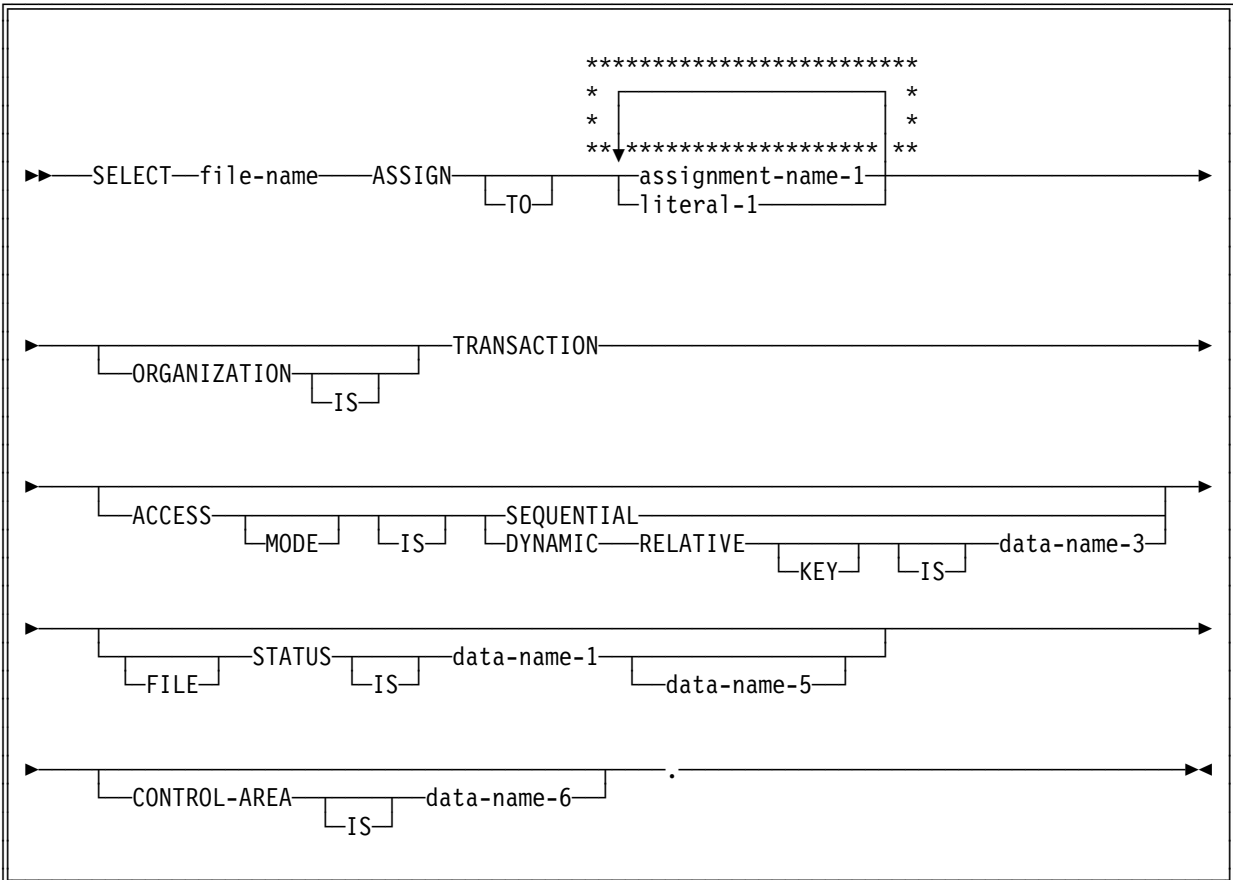 ************************
* *
* *
** ******************* **
SELECT file-name ASSIGN assignment-name-1
TO literal-1
TRANSACTION
ORGANIZATION
IS
ACCESS SEQUENTIAL
MODE IS DYNAMIC RELATIVE data-name-3
KEY IS
STATUS data-name-1
FILE IS data-name-5
.
CONTROL-AREA data-name-6
IS